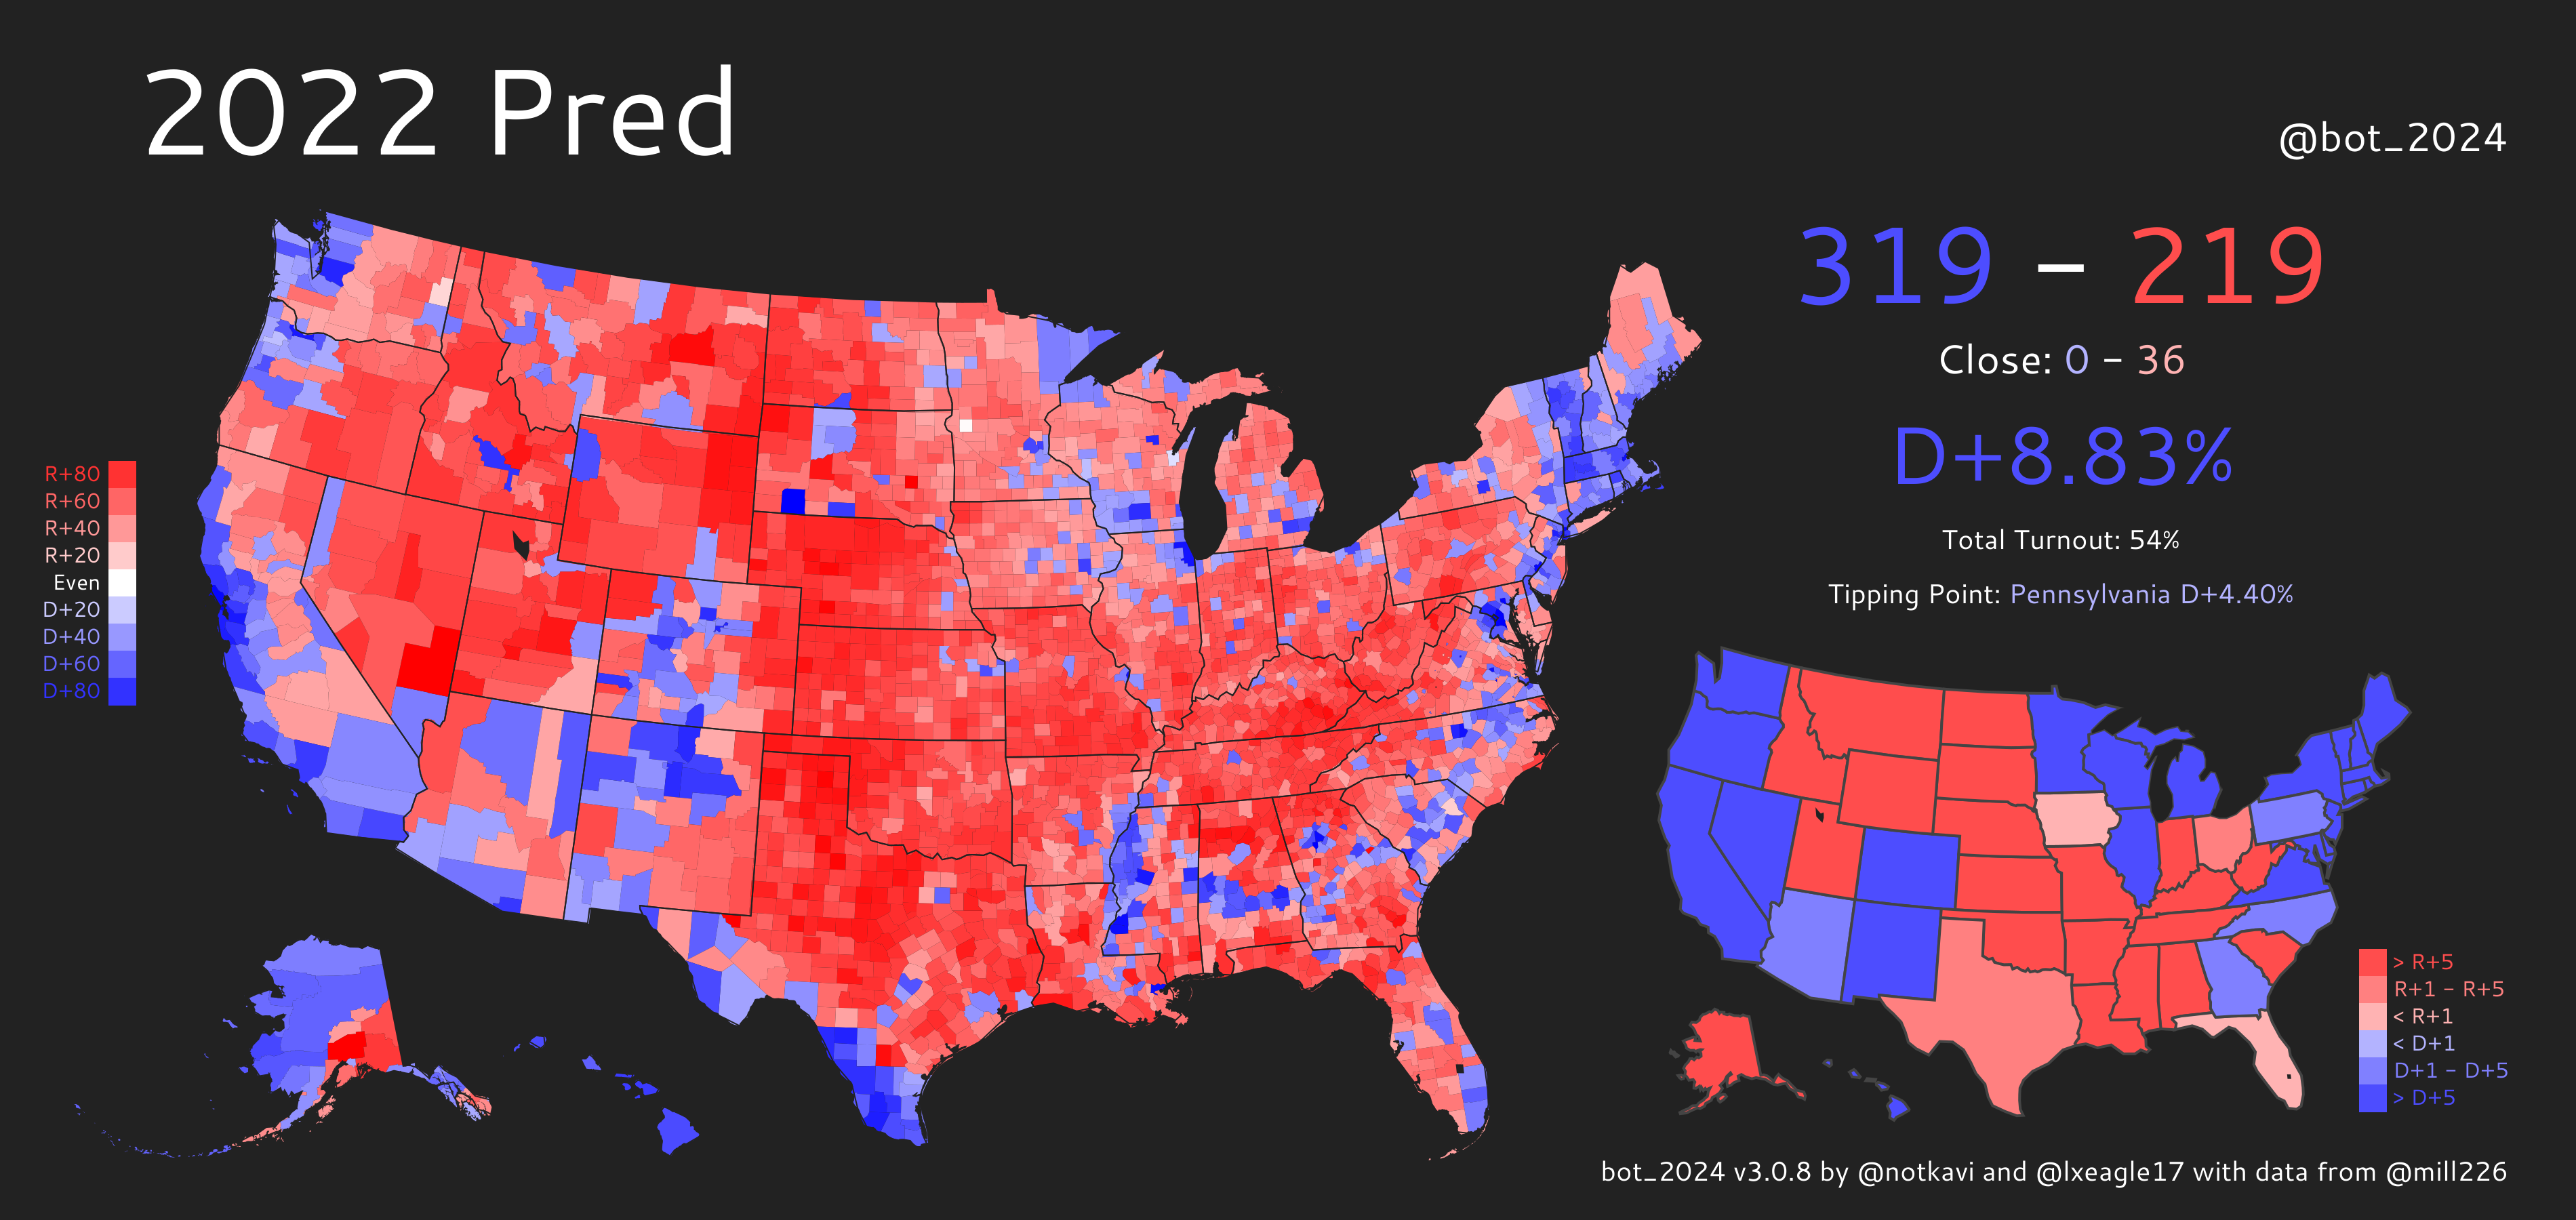 2022 Pred
@bot_2024
319 – 219
Close: 0 – 36
D+8.83%
Total Turnout: 54%
Tipping Point: Pennsylvania D+4.40%
R+80
R+60
R+40
R+20
Even
D+20
D+40
D+60
D+80
> R+5
R+1 – R+5
< R+1
< D+1
D+1 – D+5
> D+5
bot_2024 v3.0.8 by @notkavi and @lxeagle17 with data from @mill226